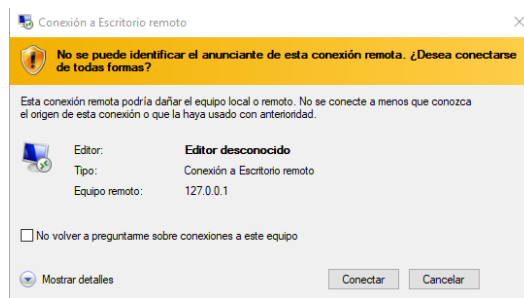 Conexión a Escritorio remoto
No se puede identificar el anunciante de esta conexión remota. ¿Desea conectarse
de todas formas?
Esta conexión remota podría dañar el equipo local o remoto. No se conecte a menos que conozca
el origen de esta conexión o que la haya usado con anterioridad.
Editor: Editor desconocido
Tipo: Conexión a Escritorio remoto
Equipo remoto: 127.0.0.1
No volver a preguntarme sobre conexiones a este equipo
Mostrar detalles Conectar Cancelar